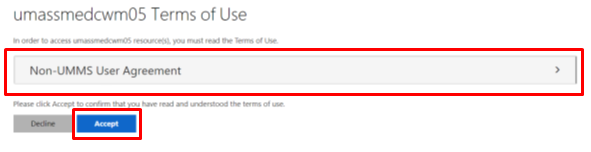 umassmedcwm05 Terms of Use
In order to access umassmedcwm05 resource(s), you must read the Terms of Use.
Non-UMMS User Agreement
Please click Accept to confirm that you have read and understood the terms of use.
Decline Accept